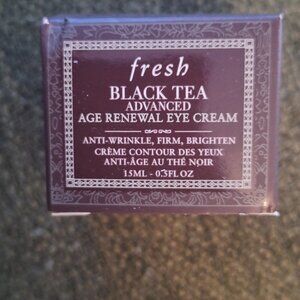 fresh
BLACK TEA
ADVANCED
AGE RENEWAL EYE CREAM
ANTI-WRINKLE, FIRM, BRIGHTEN
CRÈME CONTOUR DES YEUX
ANTI-ÂGE AU THÉ NOIR
15ML - 0.5FL OZ